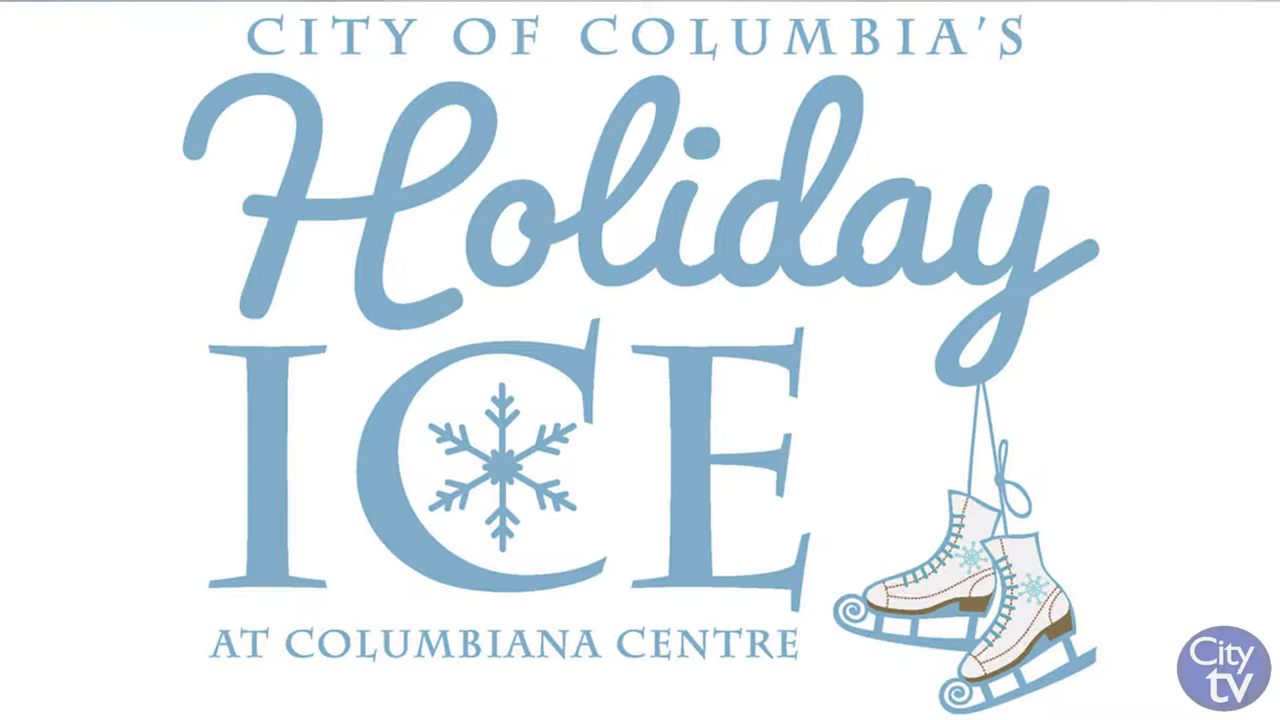 CITY OF COLUMBIA'S
Holiday
ICE
AT COLUMBIANA CENTRE
City
tv